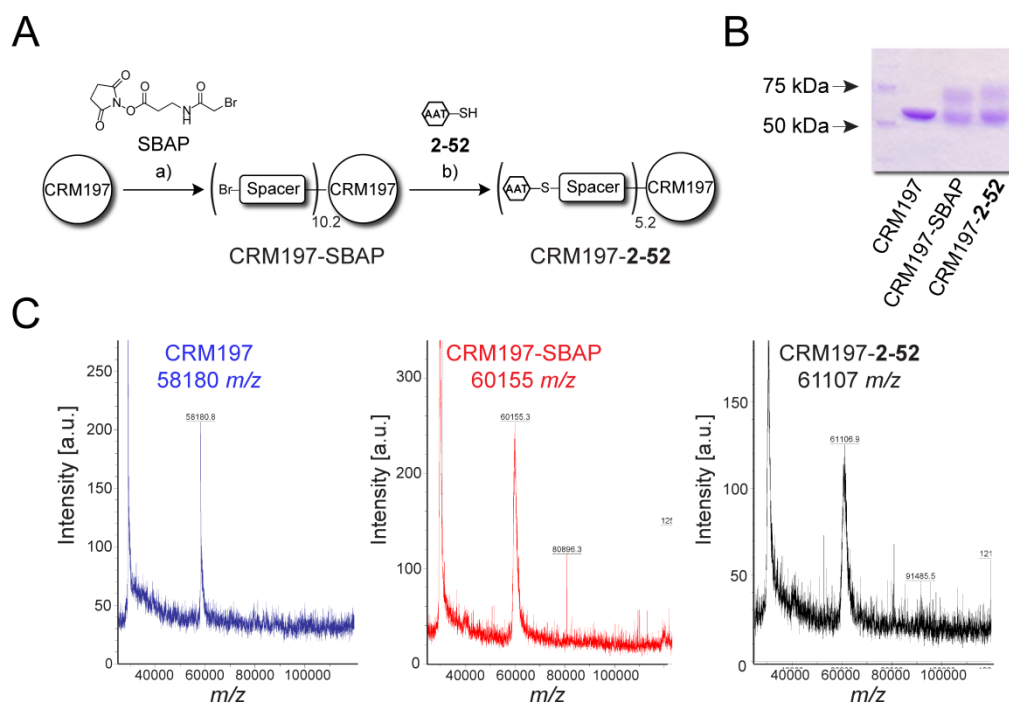 A
O
N
O
O
O
O
N
H
Br
SBAP
a)
CRM197
Br
Spacer
CRM197
10.2
CRM197-SBAP
AAT
SH
2-52
b)
AAT
S
Spacer
CRM197
5.2
CRM197-2-52
B
75 kDa
50 kDa
CRM197
CRM197-SBAP
CRM197-2-52
C
CRM197
58180 m/z
58180.8
Intensity [a.u.]
250
200
150
100
50
0
40000 60000 80000 100000
m/z
CRM197-SBAP
60155 m/z
60155.3
80896.3
125
Intensity [a.u.]
300
200
100
0
40000 60000 80000 100000
m/z
CRM197-2-52
61107 m/z
61106.9
91485.5
121
Intensity [a.u.]
150
100
50
0
40000 60000 80000 100000
m/z